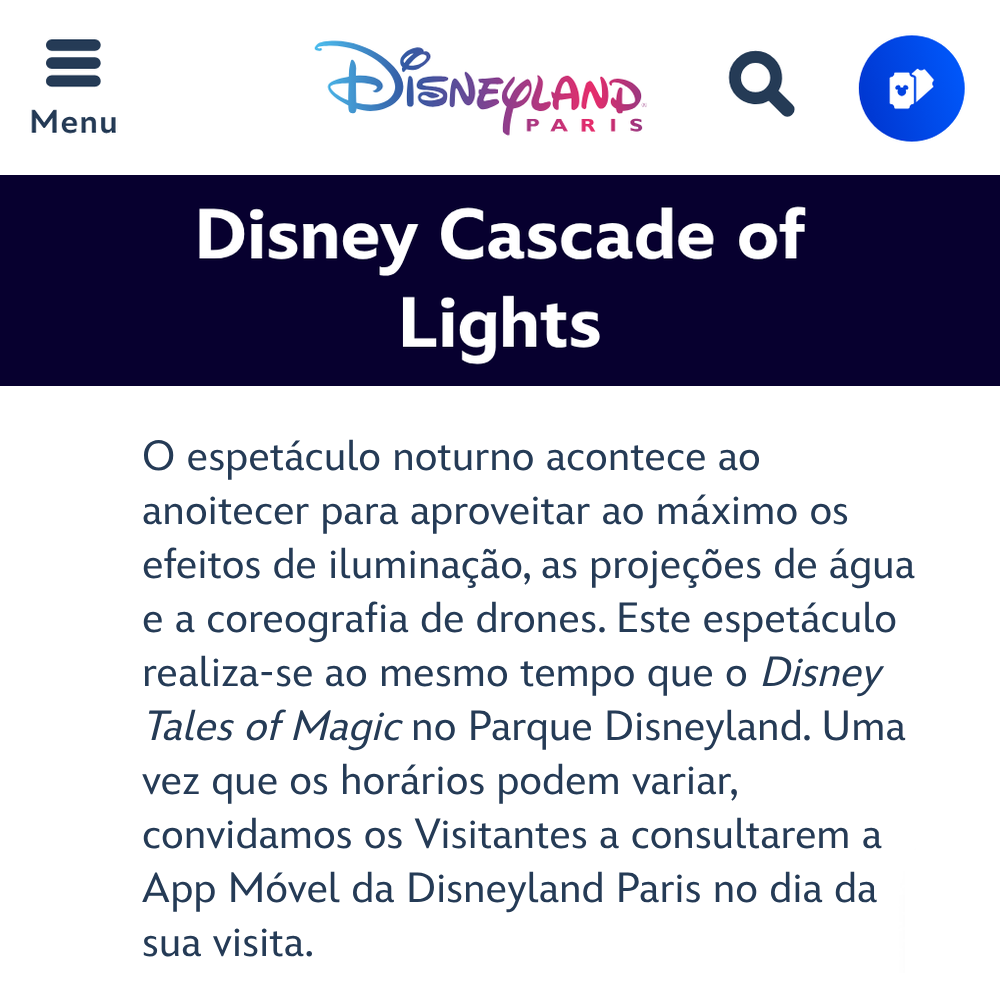 Menu
Disneyland
PARIS
Disney Cascade of
Lights
O espetáculo noturno acontece ao
anoitecer para aproveitar ao máximo os
efeitos de iluminação, as projeções de água
e a coreografia de drones. Este espetáculo
realiza-se ao mesmo tempo que o Disney
Tales of Magic no Parque Disneyland. Uma
vez que os horários podem variar,
convidamos os Visitantes a consultarem a
App Móvel da Disneyland Paris no dia da
sua visita.